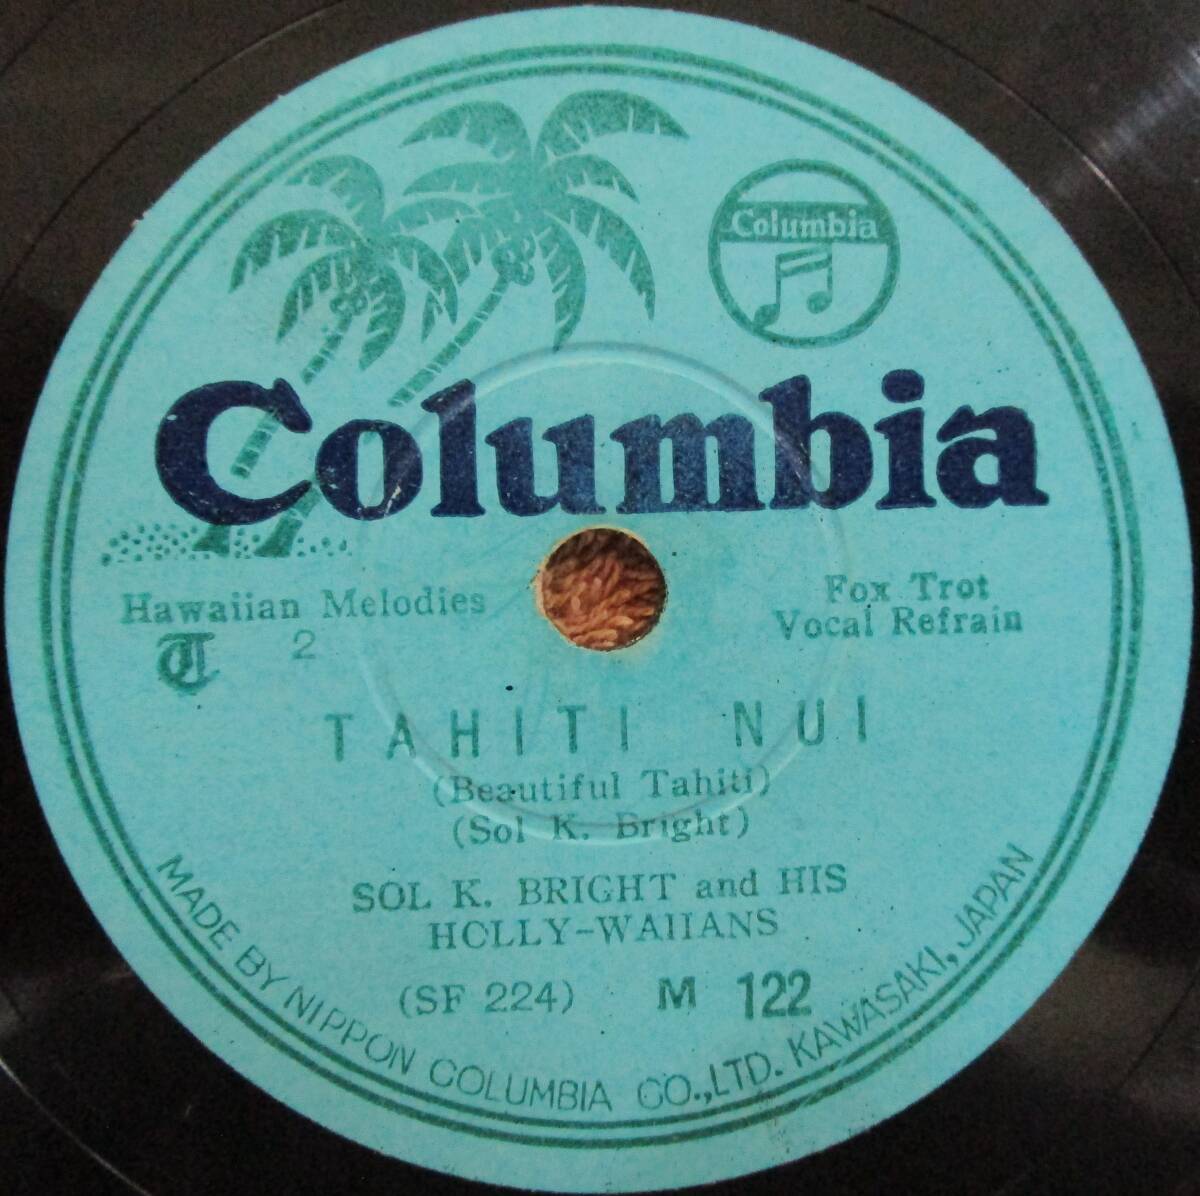 Columbia
Columbia
Hawaiian Melodies
Fox Trot
Vocal Refrain
T 2
TAHITI NUI
(Beautiful Tahiti)
(Sol K. Bright)
SOL K. BRIGHT and HIS
HOLLY-WAIIANS
(SF 224) M 122
MADE BY NIPPON COLUMBIA CO.,LTD. KAWASAKI, JAPAN